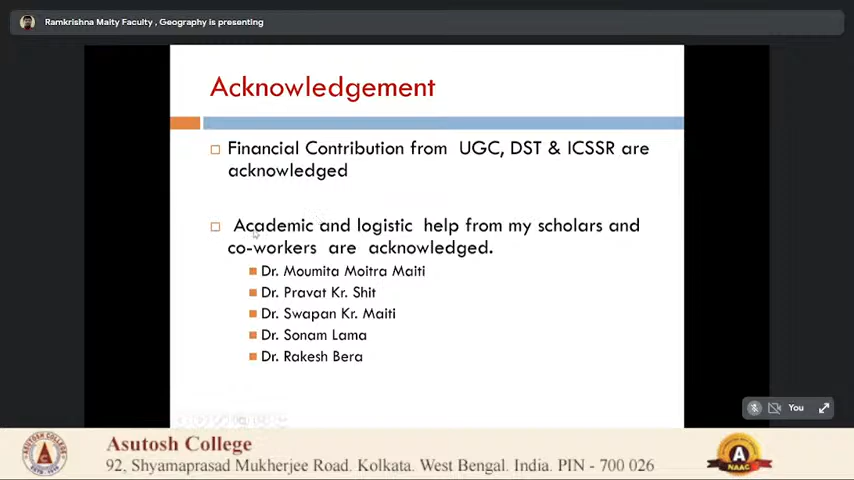 Ramkrishna Maity Faculty , Geography is presenting
Acknowledgement
Financial Contribution from UGC, DST & ICSSR are
acknowledged
Academic and logistic help from my scholars and
co-workers are acknowledged.
Dr. Moumita Moitra Maiti
Dr. Pravat Kr. Shit
Dr. Swapan Kr. Maiti
Dr. Sonam Lama
Dr. Rakesh Bera
You
Asutosh College
92, Shyamaprasad Mukherjee Road. Kolkata. West Bengal. India. PIN - 700 026
A
NAAC